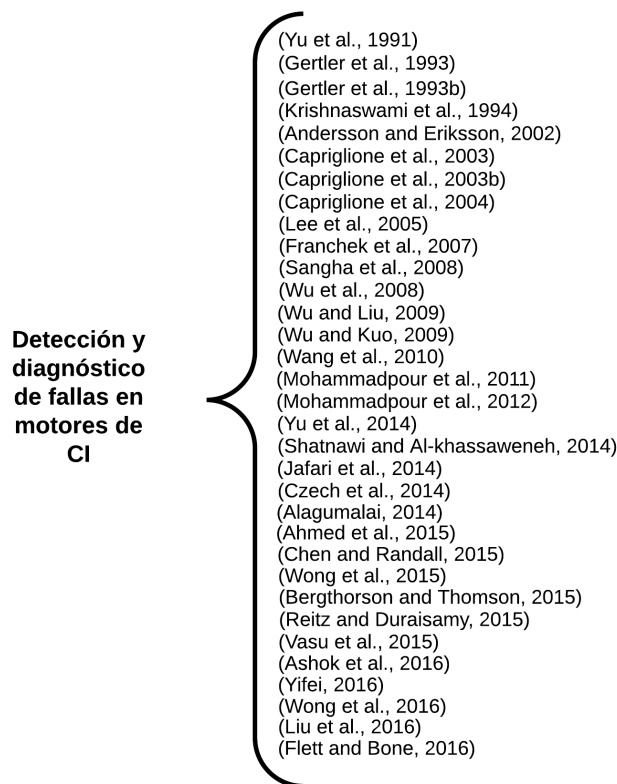 Detección y
diagnóstico
de fallas en
motores de
CI
(Yu et al., 1991)
(Gertler et al., 1993)
(Gertler et al., 1993b)
(Krishnaswami et al., 1994)
(Andersson and Eriksson, 2002)
(Capriglione et al., 2003)
(Capriglione et al., 2003b)
(Capriglione et al., 2004)
(Lee et al., 2005)
(Franchek et al., 2007)
(Sangha et al., 2008)
(Wu et al., 2008)
(Wu and Liu, 2009)
(Wu and Kuo, 2009)
(Wang et al., 2010)
(Mohammadpour et al., 2011)
(Mohammadpour et al., 2012)
(Yu et al., 2014)
(Shatnawi and Al-khassaweneh, 2014)
(Jafari et al., 2014)
(Czech et al., 2014)
(Alagumalai, 2014)
(Ahmed et al., 2015)
(Chen and Randall, 2015)
(Wong et al., 2015)
(Bergthorson and Thomson, 2015)
(Reitz and Duraisamy, 2015)
(Vasu et al., 2015)
(Ashok et al., 2016)
(Yifei, 2016)
(Wong et al., 2016)
(Liu et al., 2016)
(Flett and Bone, 2016)